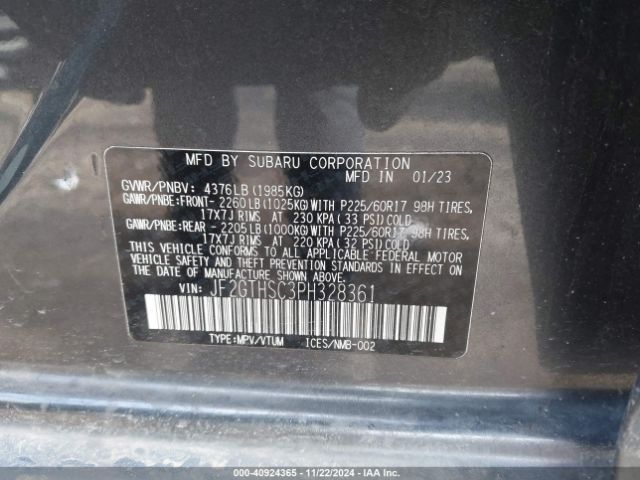 MFD BY SUBARU CORPORATION
MFD IN 01/23
GVWR/PNBV: 4376LB(1985KG)
GAWR/PNBE:FRONT- 2260LB(1025KG)WITH P225/60R17 98H TIRES,
17X7J RIMS AT 230 KPA(33 PSI)COLD
GAWR/PNBE:REAR - 2205LB(1000KG)WITH P225/60R17 98H TIRES,
17X7J RIMS AT 220 KPA(32 PSI)COLD
THIS VEHICLE CONFORMS TO ALL APPLICABLE FEDERAL MOTOR
VEHICLE SAFETY AND THEFT PREVENTION STANDARDS IN EFFECT
ON THE DATE OF MANUFACTURE SHOWN ABOVE.
VIN: JF2GTHSC3PH328361
TYPE:MPV/VTUM ICES/NMB-002
000-40924365 - 11/22/2024 - IAA Inc.